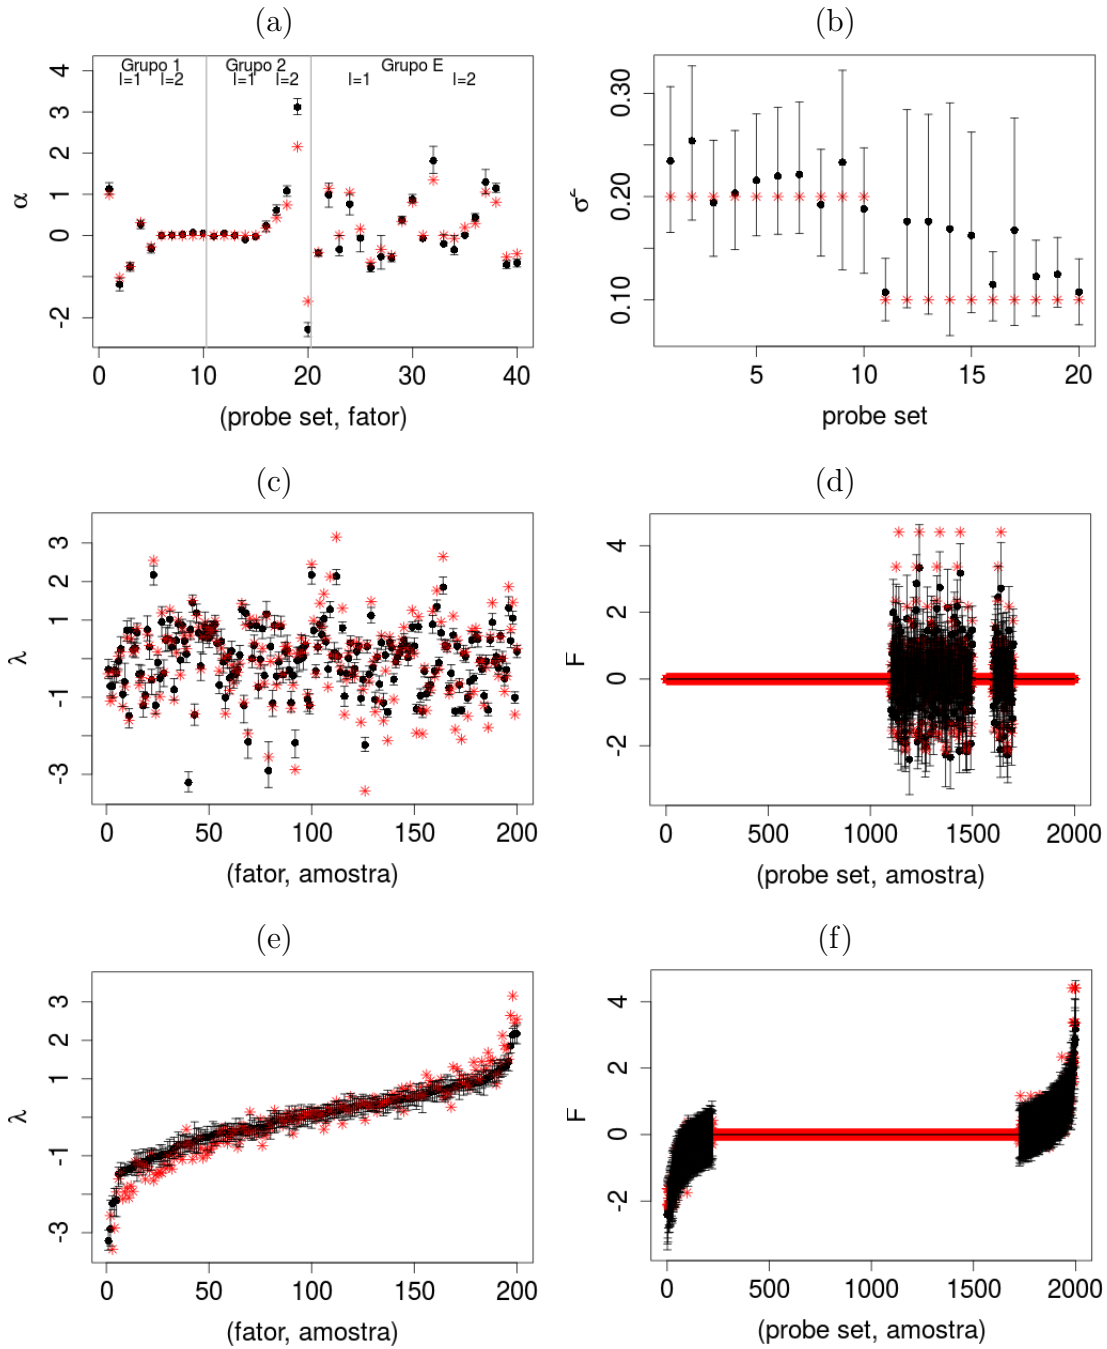 (a)
Grupo 1 Grupo 2 Grupo E
l=1 l=2 l=1 l=2 l=1 l=2
α
4
3
2
1
0
-2
0 10 20 30 40
(probe set, fator)
(b)
0.30
0.20
0.10
5 10 15 20
probe set
(c)
λ
3
2
1
-1
-3
0 50 100 150 200
(fator, amostra)
(d)
F
4
2
0
-2
0 500 1000 1500 2000
(probe set, amostra)
(e)
λ
3
2
1
-1
-3
0 50 100 150 200
(fator, amostra)
(f)
F
4
2
0
-2
0 500 1000 1500 2000
(probe set, amostra)